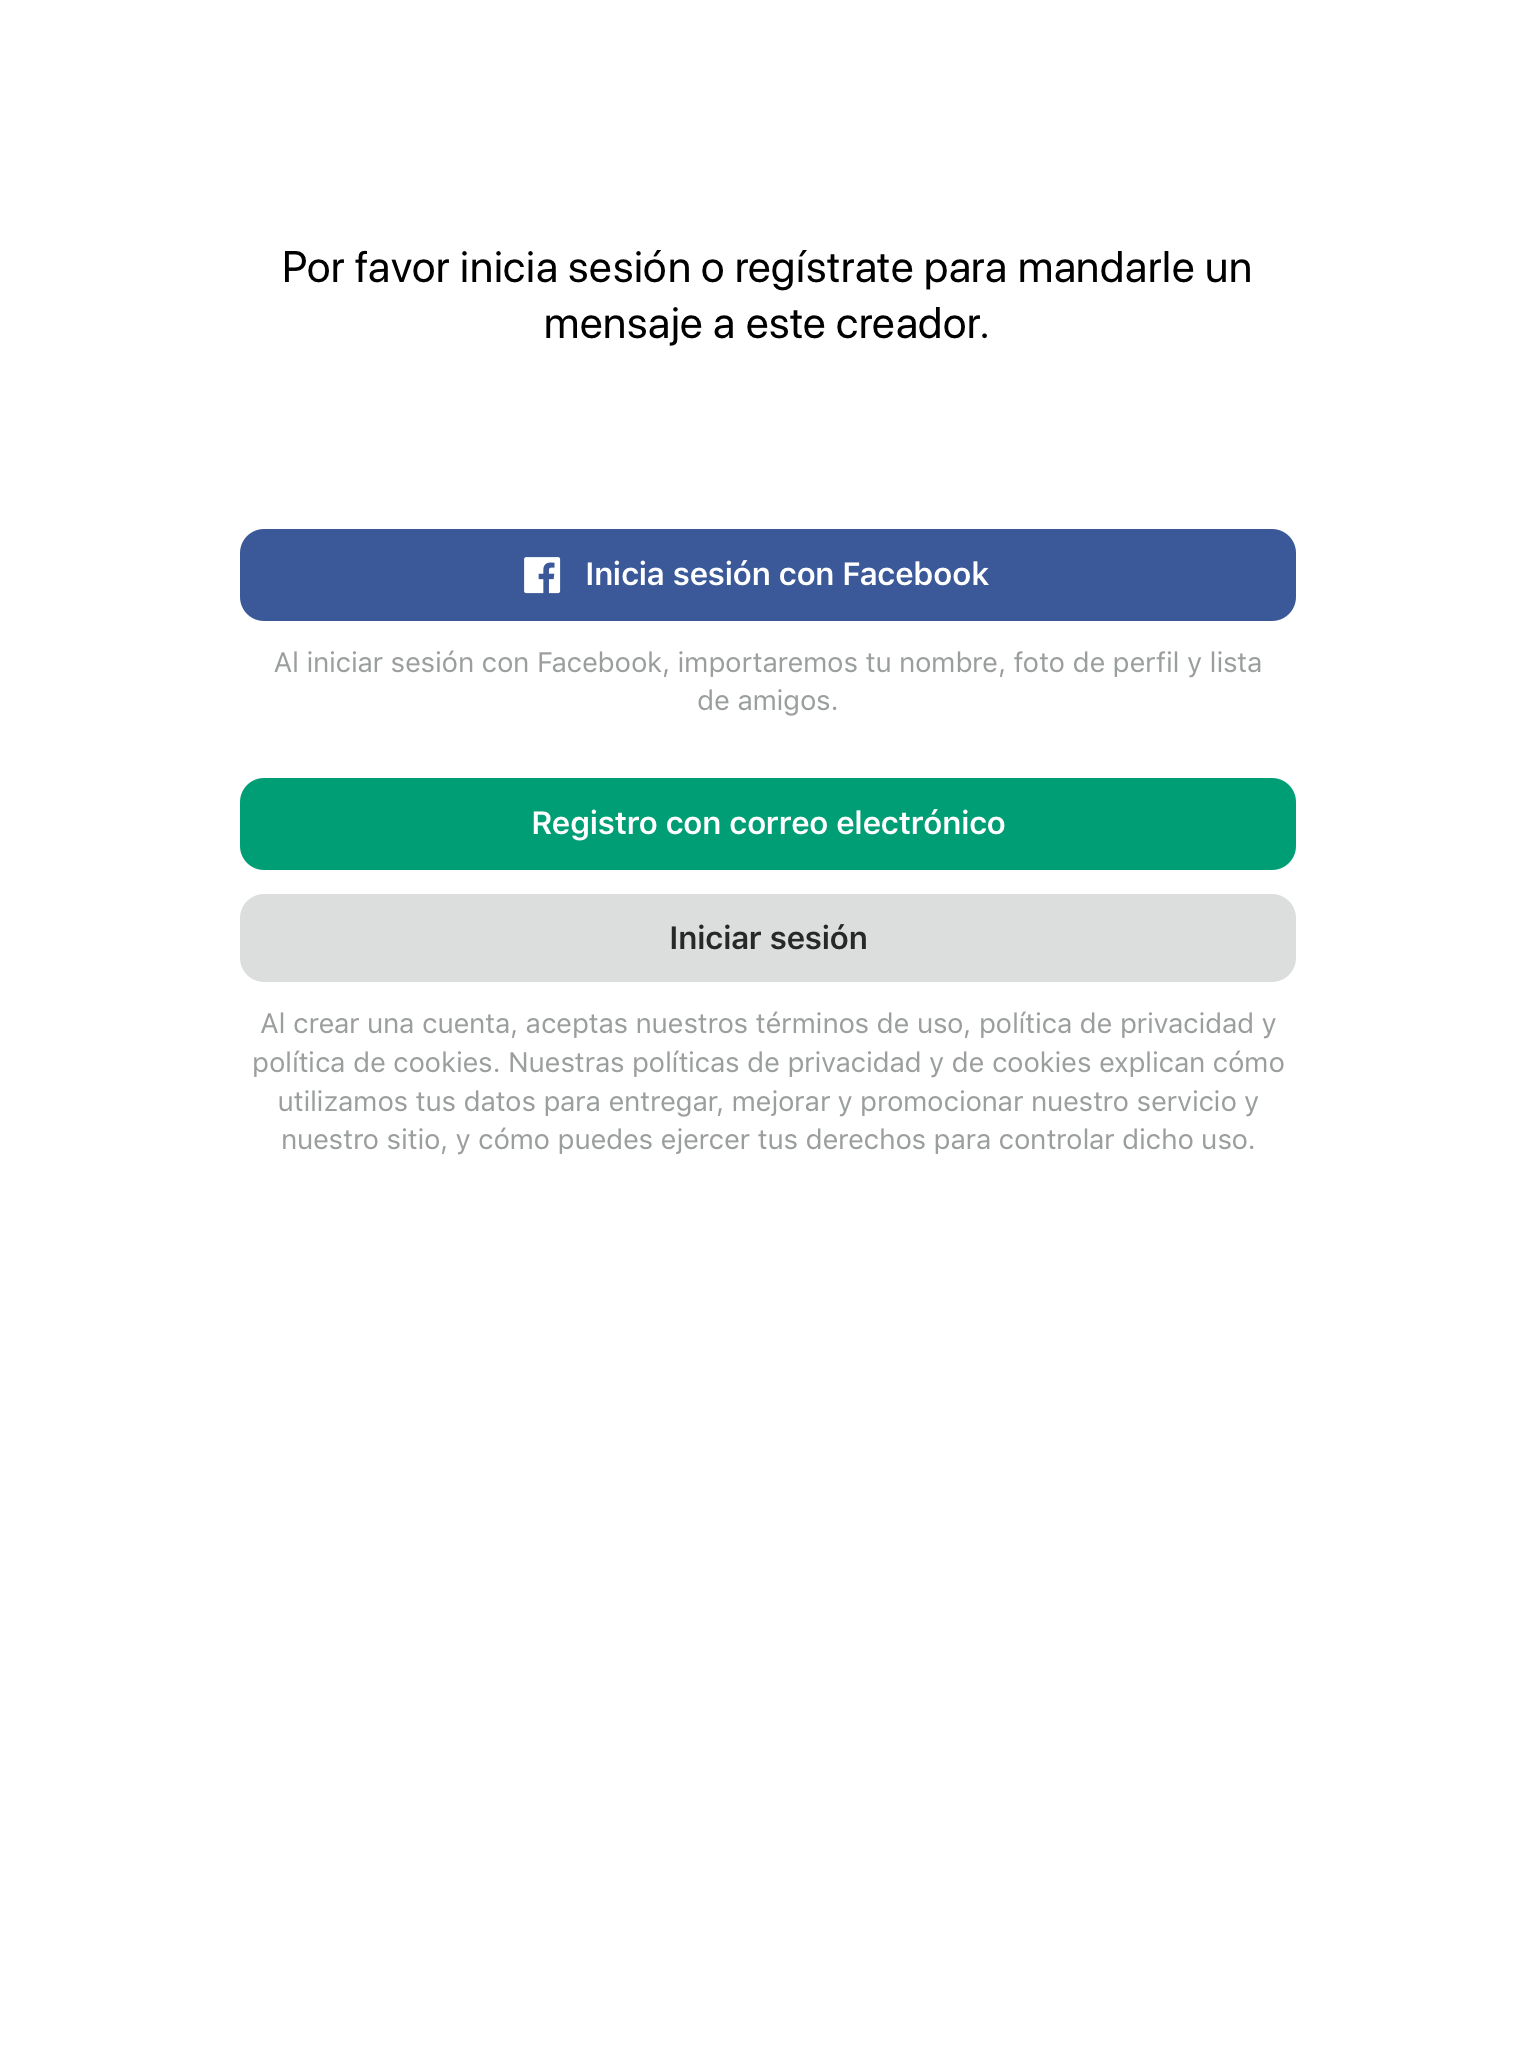 Por favor inicia sesión o regístrate para mandarle un
mensaje a este creador.
Inicia sesión con Facebook
Al iniciar sesión con Facebook, importaremos tu nombre, foto de perfil y lista
de amigos.
Registro con correo electrónico
Iniciar sesión
Al crear una cuenta, aceptas nuestros términos de uso, política de privacidad y
política de cookies. Nuestras políticas de privacidad y de cookies explican cómo
utilizamos tus datos para entregar, mejorar y promocionar nuestro servicio y
nuestro sitio, y cómo puedes ejercer tus derechos para controlar dicho uso.